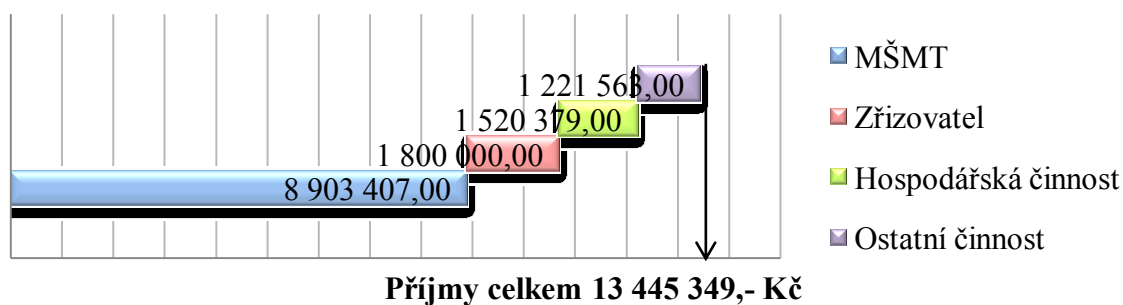 1 221 563,00
1 520 379,00
1 800 000,00
8 903 407,00
MŠMT
Zřizovatel
Hospodářská činnost
Ostatní činnost
Příjmy celkem 13 445 349,- Kč